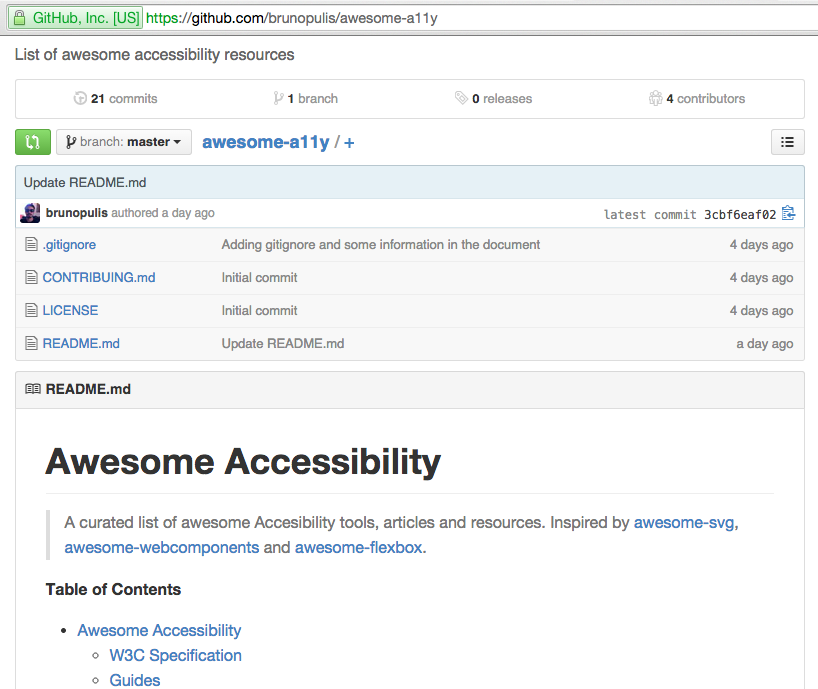 GitHub, Inc. [US] https://github.com/brunopulis/awesome-a11y
List of awesome accessibility resources
21 commits 1 branch 0 releases 4 contributors
branch: master awesome-a11y / +
Update README.md
brunopulis authored a day ago latest commit 3cbf6eaf02
.gitignore Adding gitignore and some information in the document 4 days ago
CONTRIBUING.md Initial commit 4 days ago
LICENSE Initial commit 4 days ago
README.md Update README.md a day ago
README.md
Awesome Accessibility
A curated list of awesome Accesibility tools, articles and resources. Inspired by awesome-svg,
awesome-webcomponents and awesome-flexbox.
Table of Contents
• Awesome Accessibility
◦ W3C Specification
◦ Guides